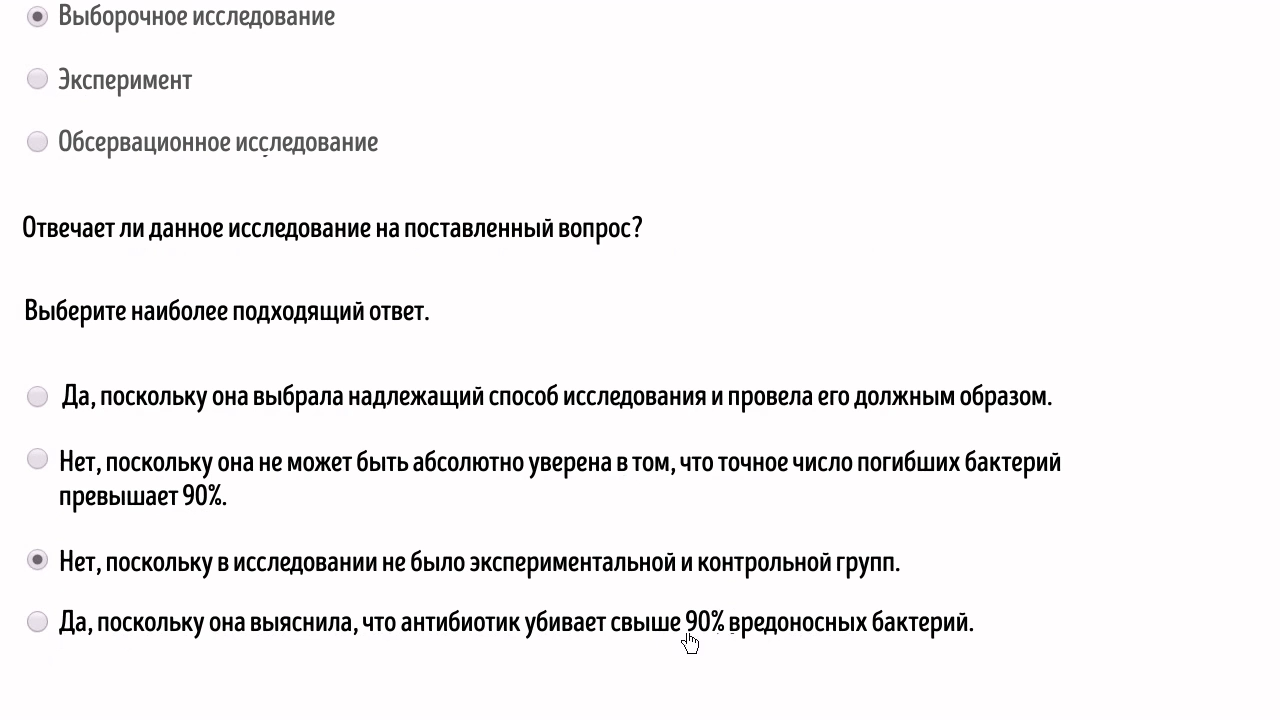 Выборочное исследование
Эксперимент
Обсервационное исследование
Отвечает ли данное исследование на поставленный вопрос?
Выберите наиболее подходящий ответ.
Да, поскольку она выбрала надлежащий способ исследования и провела его должным образом.
Нет, поскольку она не может быть абсолютно уверена в том, что точное число погибших бактерий
превышает 90%.
Нет, поскольку в исследовании не было экспериментальной и контрольной групп.
Да, поскольку она выяснила, что антибиотик убивает свыше 90% вредоносных бактерий.